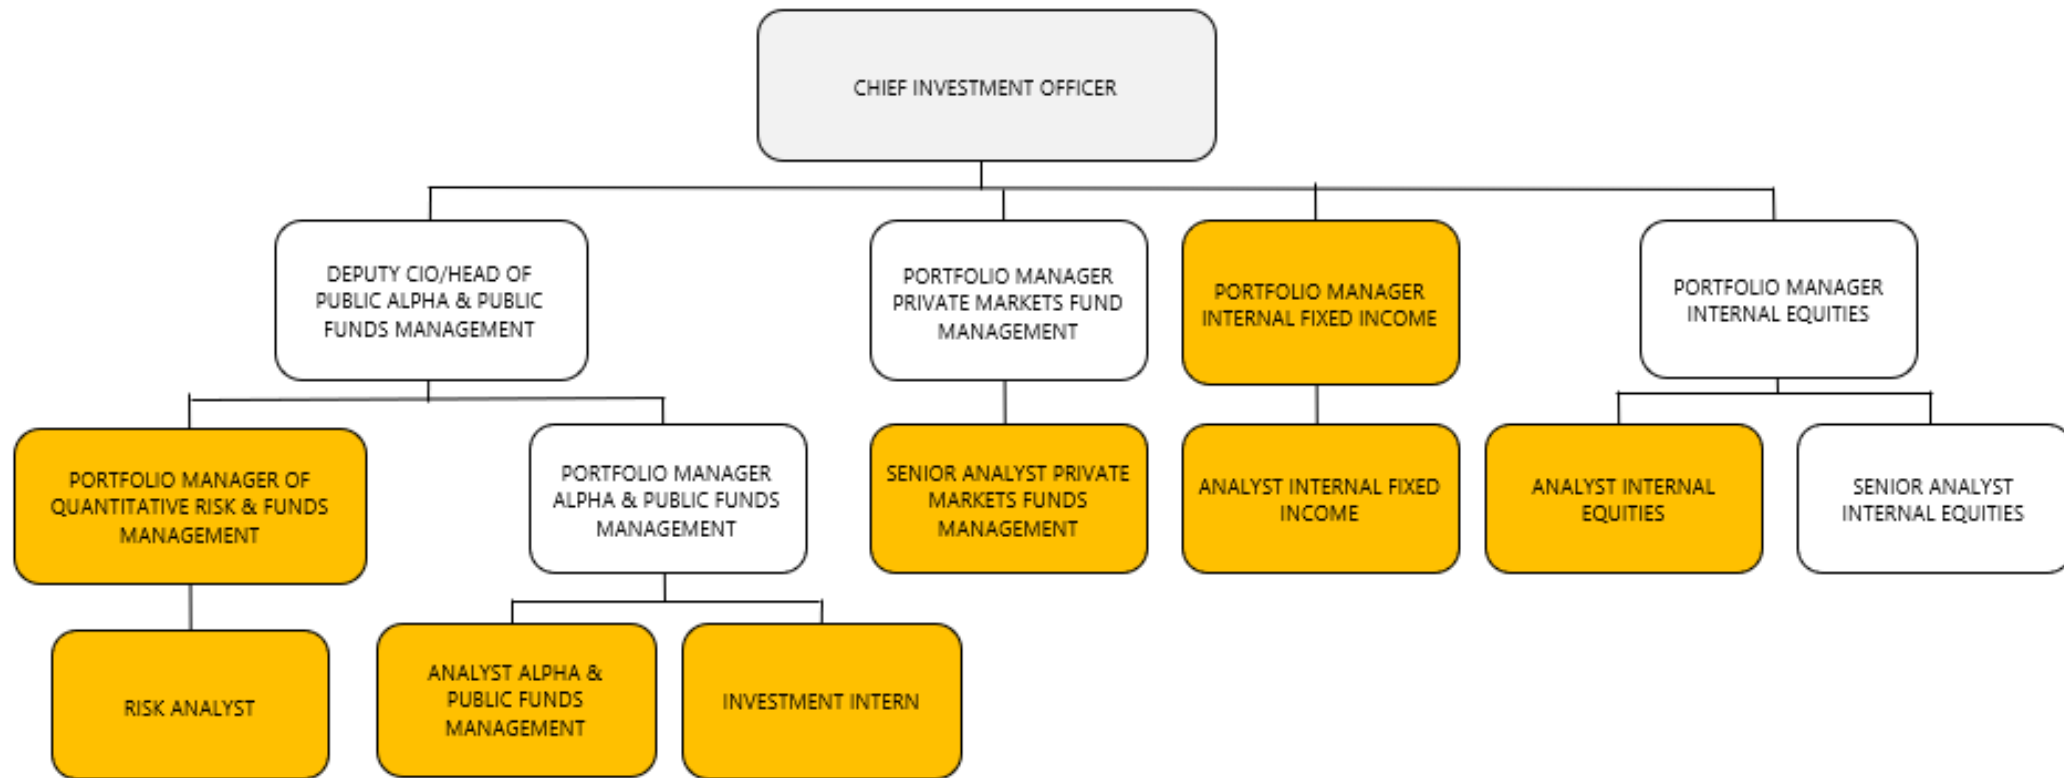 CHIEF INVESTMENT OFFICER
DEPUTY CIO/HEAD OF
PUBLIC ALPHA & PUBLIC
FUNDS MANAGEMENT
PORTFOLIO MANAGER
PRIVATE MARKETS FUND
MANAGEMENT
PORTFOLIO MANAGER
INTERNAL FIXED INCOME
PORTFOLIO MANAGER
INTERNAL EQUITIES
PORTFOLIO MANAGER OF
QUANTITATIVE RISK & FUNDS
MANAGEMENT
PORTFOLIO MANAGER
ALPHA & PUBLIC FUNDS
MANAGEMENT
SENIOR ANALYST PRIVATE
MARKETS FUNDS
MANAGEMENT
ANALYST INTERNAL FIXED
INCOME
ANALYST INTERNAL
EQUITIES
SENIOR ANALYST
INTERNAL EQUITIES
RISK ANALYST
ANALYST ALPHA &
PUBLIC FUNDS
MANAGEMENT
INVESTMENT INTERN